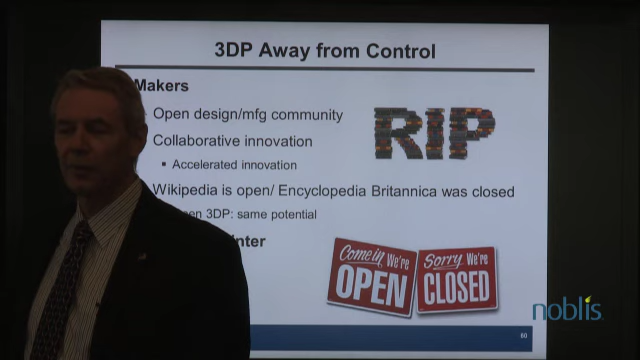 3DP Away from Control
Makers
Open design/mfg community
Collaborative innovation
Accelerated innovation
Wikipedia is open/ Encyclopedia Britannica was closed
3DP: same potential
RIP
Come in, We're
OPEN
Sorry, We're
CLOSED
noblis
60